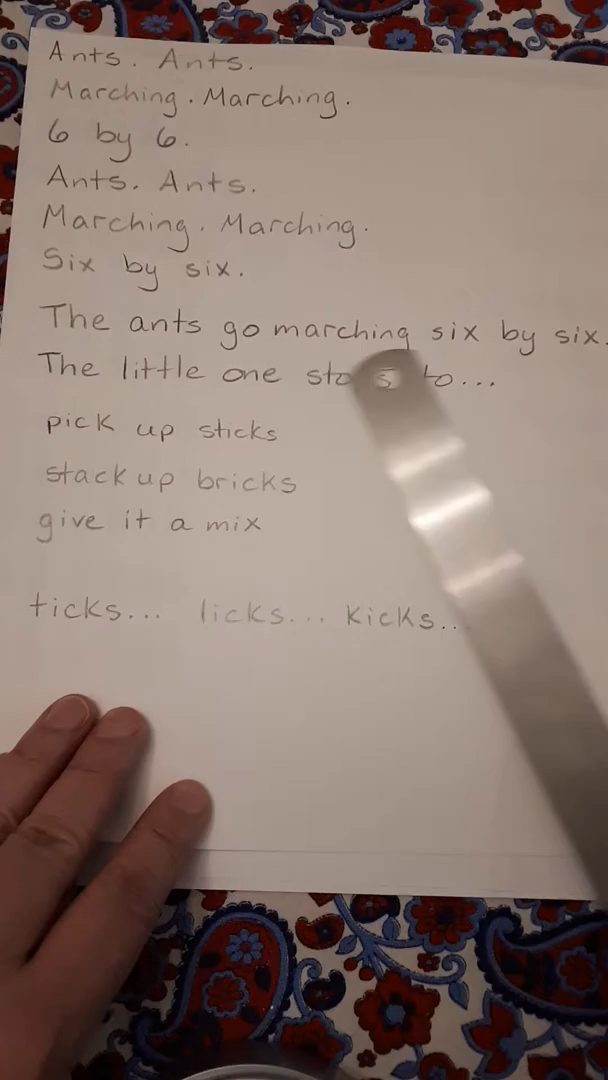 Ants. Ants.
Marching. Marching.
6 by 6.
Ants. Ants.
Marching. Marching.
Six by six.
The ants go marching six by six.
The little one to...
pick up sticks
stack up bricks
give it a mix
ticks... licks... kicks...